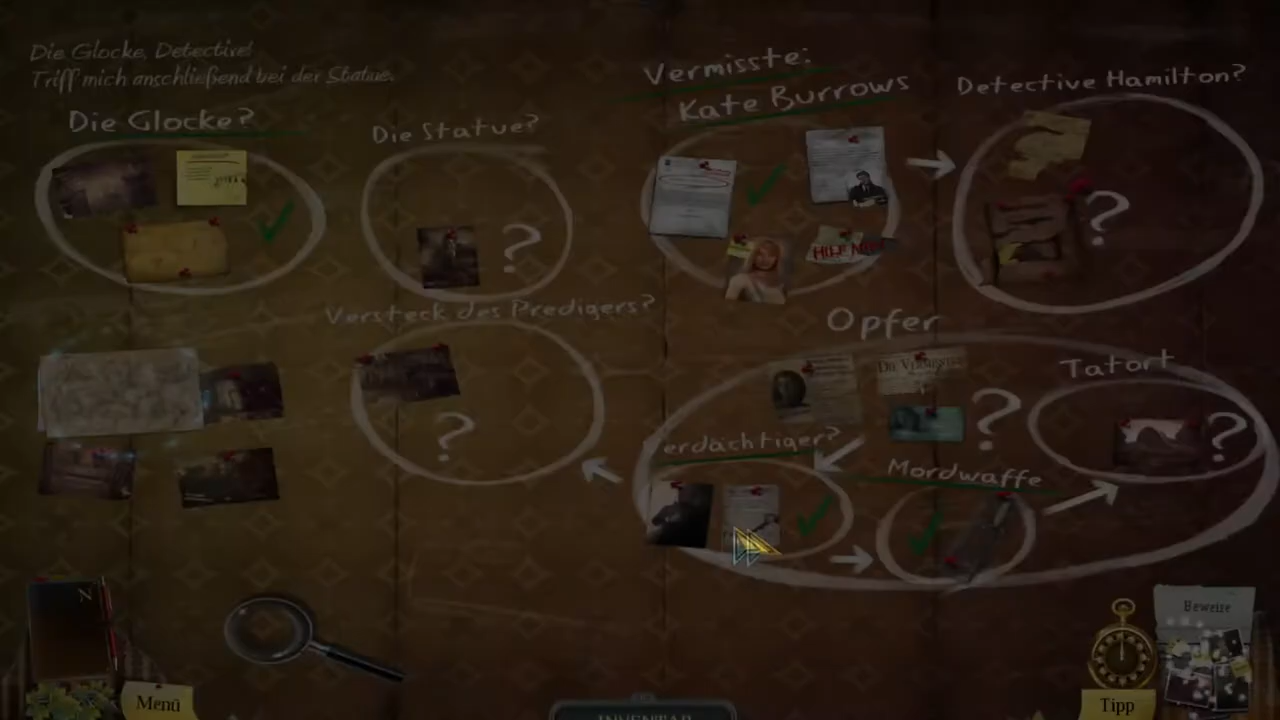 Die Glocke, Detective!
Triff mich anschließend bei der Statue.
Die Glocke?
Die Statue?
Vermisste:
Kate Burrows
Detective Hamilton?
Versteck des Predigers?
Opfer
Tatort
erdächtiger?
Mordwaffe
N
Menü
INVENTAR
Tipp
Beweise